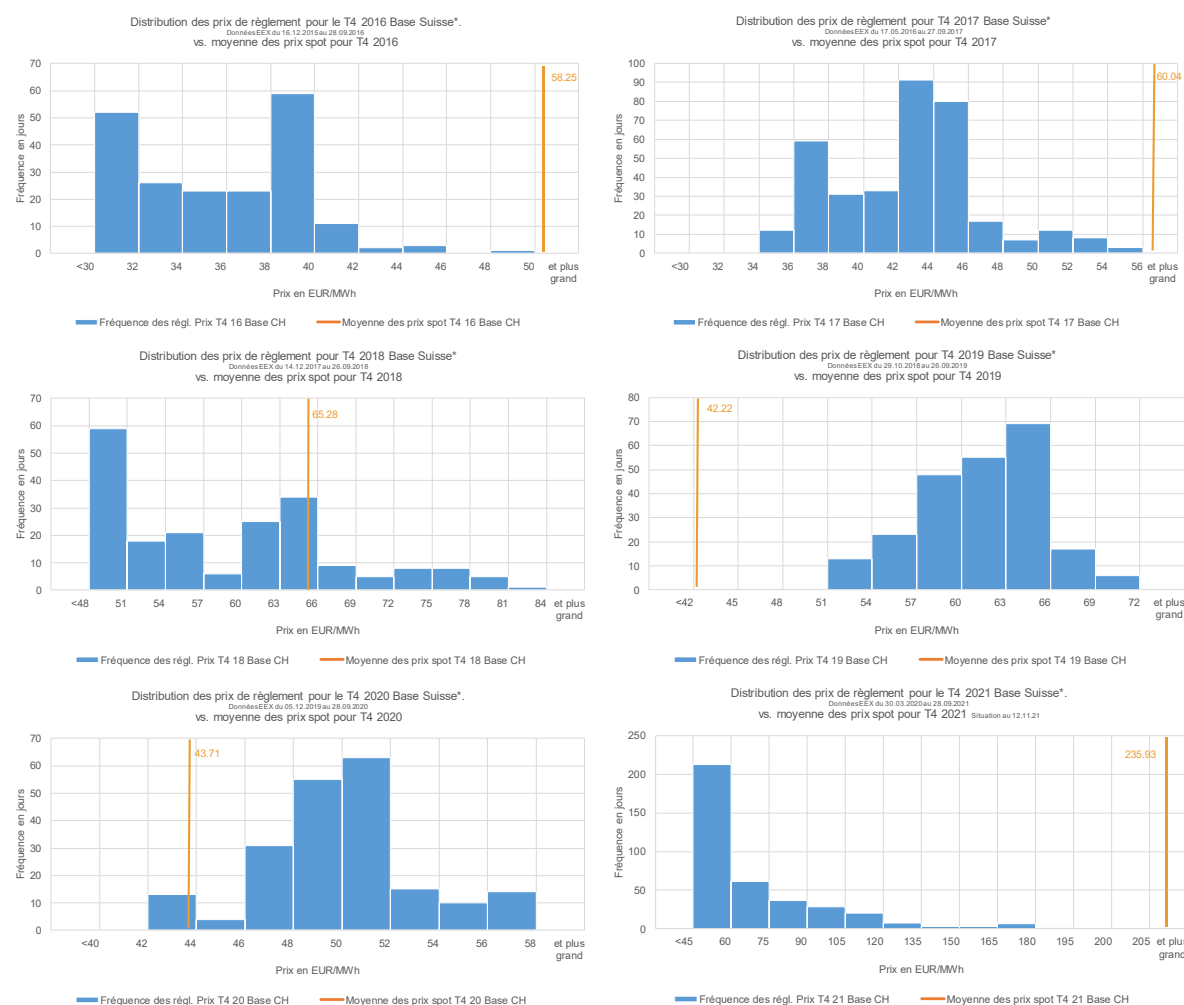 Distribution des prix de règlement pour le T4 2016 Base Suisse*.
Données EEX du 16.12.2015 au 28.09.2016
vs. moyenne des prix spot pour T4 2016
70
60
50
40
30
20
10
0
Fréquence en jours
58.25
<30 32 34 36 38 40 42 44 46 48 50 et plus
grand
Prix en EUR/MWh
Fréquence des régl. Prix T4 16 Base CH Moyenne des prix spot T4 16 Base CH
Distribution des prix de règlement pour T4 2017 Base Suisse*
Données EEX du 17.05.2016 au 27.09.2017
vs. moyenne des prix spot pour T4 2017
100
90
80
70
60
50
40
30
20
10
0
Fréquence en jours
60.04
<30 32 34 36 38 40 42 44 46 48 50 52 54 56 et plus
grand
Prix en EUR/MWh
Fréquence des régl. Prix T4 17 Base CH Moyenne des prix spot T4 17 Base CH
Distribution des prix de règlement pour T4 2018 Base Suisse*
Données EEX du 14.12.2017 au 26.09.2018
vs. moyenne des prix spot pour T4 2018
70
60
50
40
30
20
10
0
Fréquence en jours
65.28
<48 51 54 57 60 63 66 69 72 75 78 81 84 et plus
grand
Prix en EUR/MWh
Fréquence des régl. Prix T4 18 Base CH Moyenne des prix spot T4 18 Base CH
Distribution des prix de règlement pour T4 2019 Base Suisse*
Données EEX du 29.10.2018 au 26.09.2019
vs. moyenne des prix spot pour T4 2019
80
70
60
50
40
30
20
10
0
Fréquence en jours
42.22
<42 45 48 51 54 57 60 63 66 69 72 et plus
grand
Prix en EUR/MWh
Fréquence des régl. Prix T4 19 Base CH Moyenne des prix spot T4 19 Base CH
Distribution des prix de règlement pour le T4 2020 Base Suisse*.
Données EEX du 05.12.2019 au 28.09.2020
vs. moyenne des prix spot pour T4 2020
70
60
50
40
30
20
10
0
Fréquence en jours
43.71
<40 42 44 46 48 50 52 54 56 58 et plus
grand
Prix en EUR/MWh
Fréquence des régl. Prix T4 20 Base CH Moyenne des prix spot T4 20 Base CH
Distribution des prix de règlement pour le T4 2021 Base Suisse*.
Données EEX du 30.03.2020 au 28.09.2021
vs. moyenne des prix spot pour T4 2021 Situation au 12.11.21
250
200
150
100
50
0
Fréquence en jours
235.93
<45 60 75 90 105 120 135 150 165 180 195 200 205 et plus
grand
Prix en EUR/MWh
Fréquence des régl. Prix T4 21 Base CH Moyenne des prix spot T4 21 Base CH